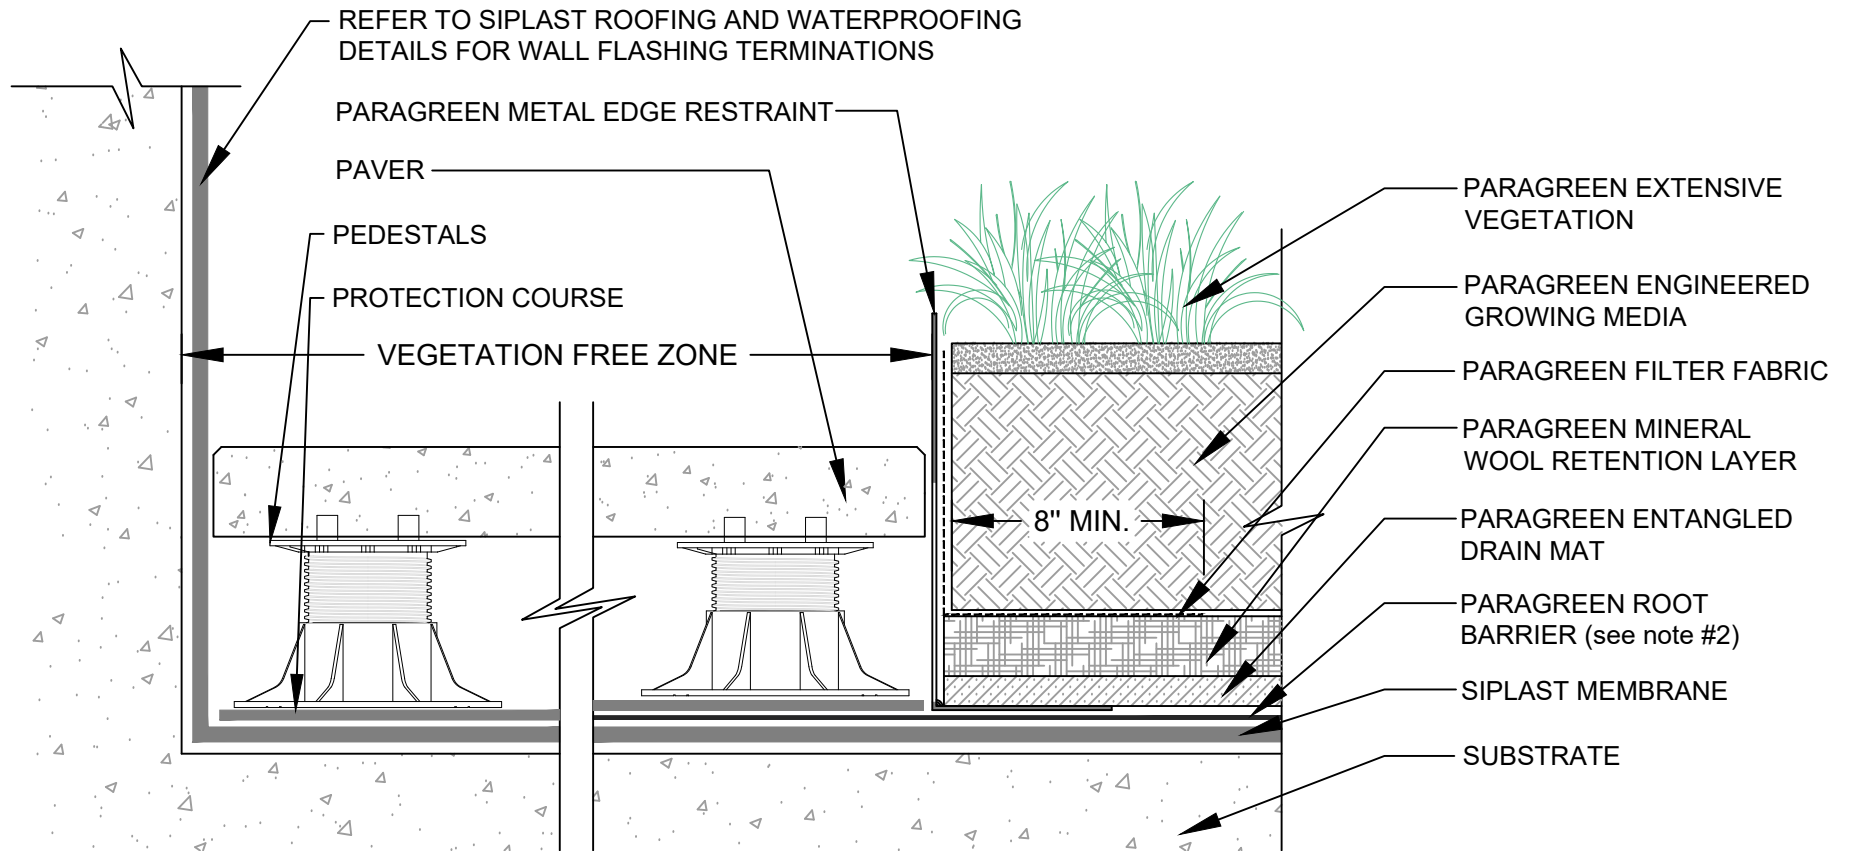 REFER TO SIPLAST ROOFING AND WATERPROOFING
DETAILS FOR WALL FLASHING TERMINATIONS
PARAGREEN METAL EDGE RESTRAINT
PAVER
PEDESTALS
PROTECTION COURSE
VEGETATION FREE ZONE
8" MIN.
PARAGREEN EXTENSIVE
VEGETATION
PARAGREEN ENGINEERED
GROWING MEDIA
PARAGREEN FILTER FABRIC
PARAGREEN MINERAL
WOOL RETENTION LAYER
PARAGREEN ENTANGLED
DRAIN MAT
PARAGREEN ROOT
BARRIER (see note #2)
SIPLAST MEMBRANE
SUBSTRATE